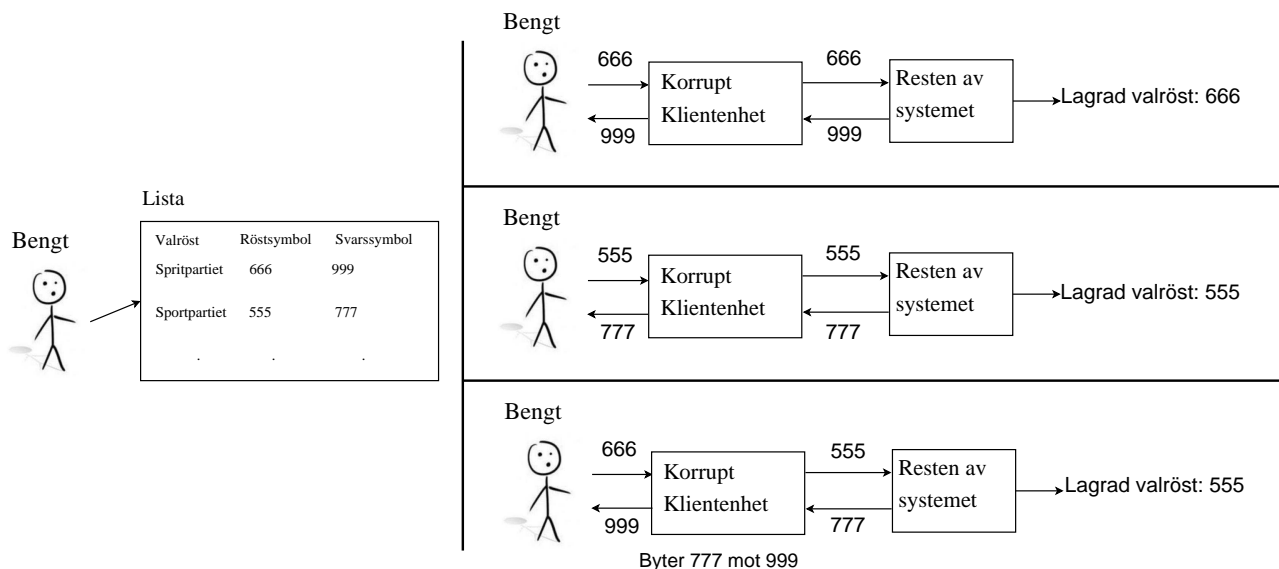 Bengt
Lista
Valröst Röstsymbol Svarssymbol
Spritpartiet 666 999
Sportpartiet 555 777
. . .
Bengt
666
666
Korrupt
Klientenhet
Resten av
systemet
Lagrad valröst: 666
999
999
Bengt
555
555
Korrupt
Klientenhet
Resten av
systemet
Lagrad valröst: 555
777
777
Bengt
666
555
Korrupt
Klientenhet
Resten av
systemet
Lagrad valröst: 555
999
777
Byter 777 mot 999